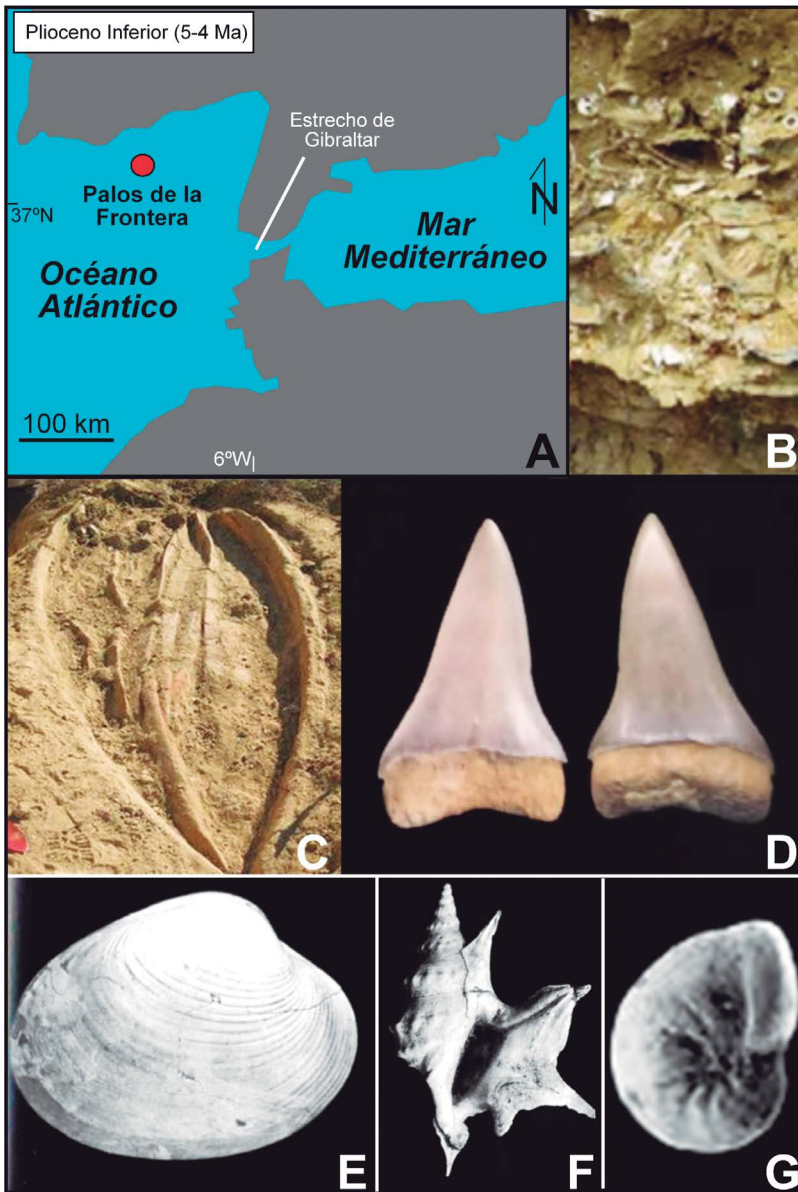 Plioceno Inferior (5-4 Ma)
Estrecho de
Gibraltar
Palos de la
Frontera
37ºN
N
Mar
Mediterráneo
Océano
Atlántico
100 km
6ºW
A
B
C
D
E
F
G